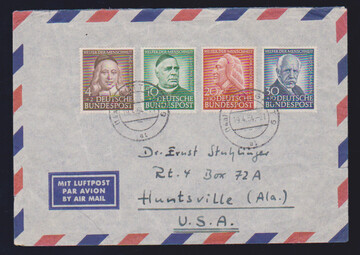 HELFER DER MENSCHHEIT HELFER DER MENSCHHEIT HELFER DER MENSCHHEIT HELFER DER MENSCHHEIT
4 10 20 30
DEUTSCHE DEUTSCHE DEUTSCHE DEUTSCHE
BUNDESPOST BUNDESPOST BUNDESPOST BUNDESPOST
Dr. Ernst Stuhlinger
Rt. 4 Box 72A
Huntsville (Ala.)
U.S.A.
MIT LUFTPOST
PAR AVION
BY AIR MAIL